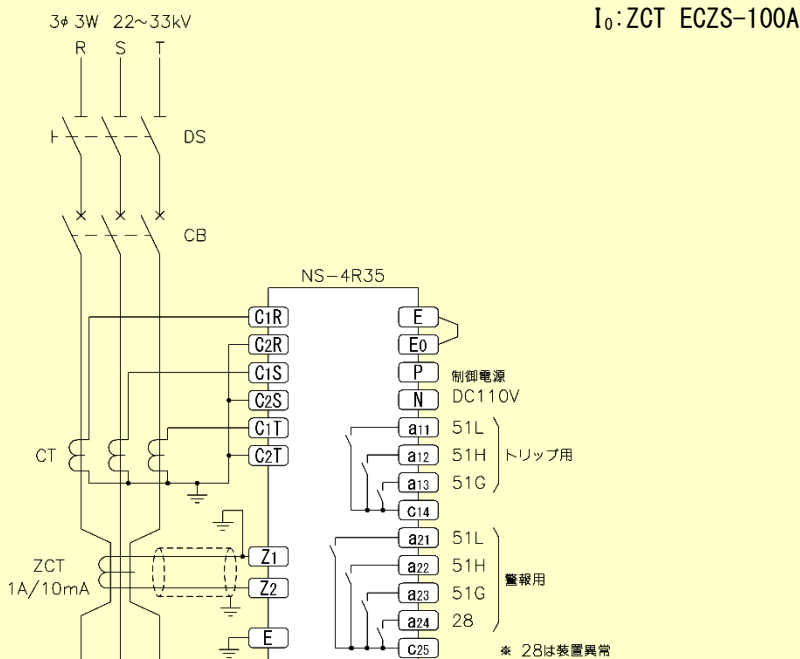 I₀:ZCT ECZS-100A
3φ 3W 22~33kV
R S T
DS
CB
NS-4R35
C1R
C2R
C1S
C2S
C1T
C2T
CT
ZCT
1A/10mA
Z1
Z2
E
E
E0
P 制御電源
N DC110V
a11 51L
a12 51H トリップ用
a13 51G
C14
a21 51L
a22 51H
a23 51G 警報用
a24 28
C25
※ 28は装置異常